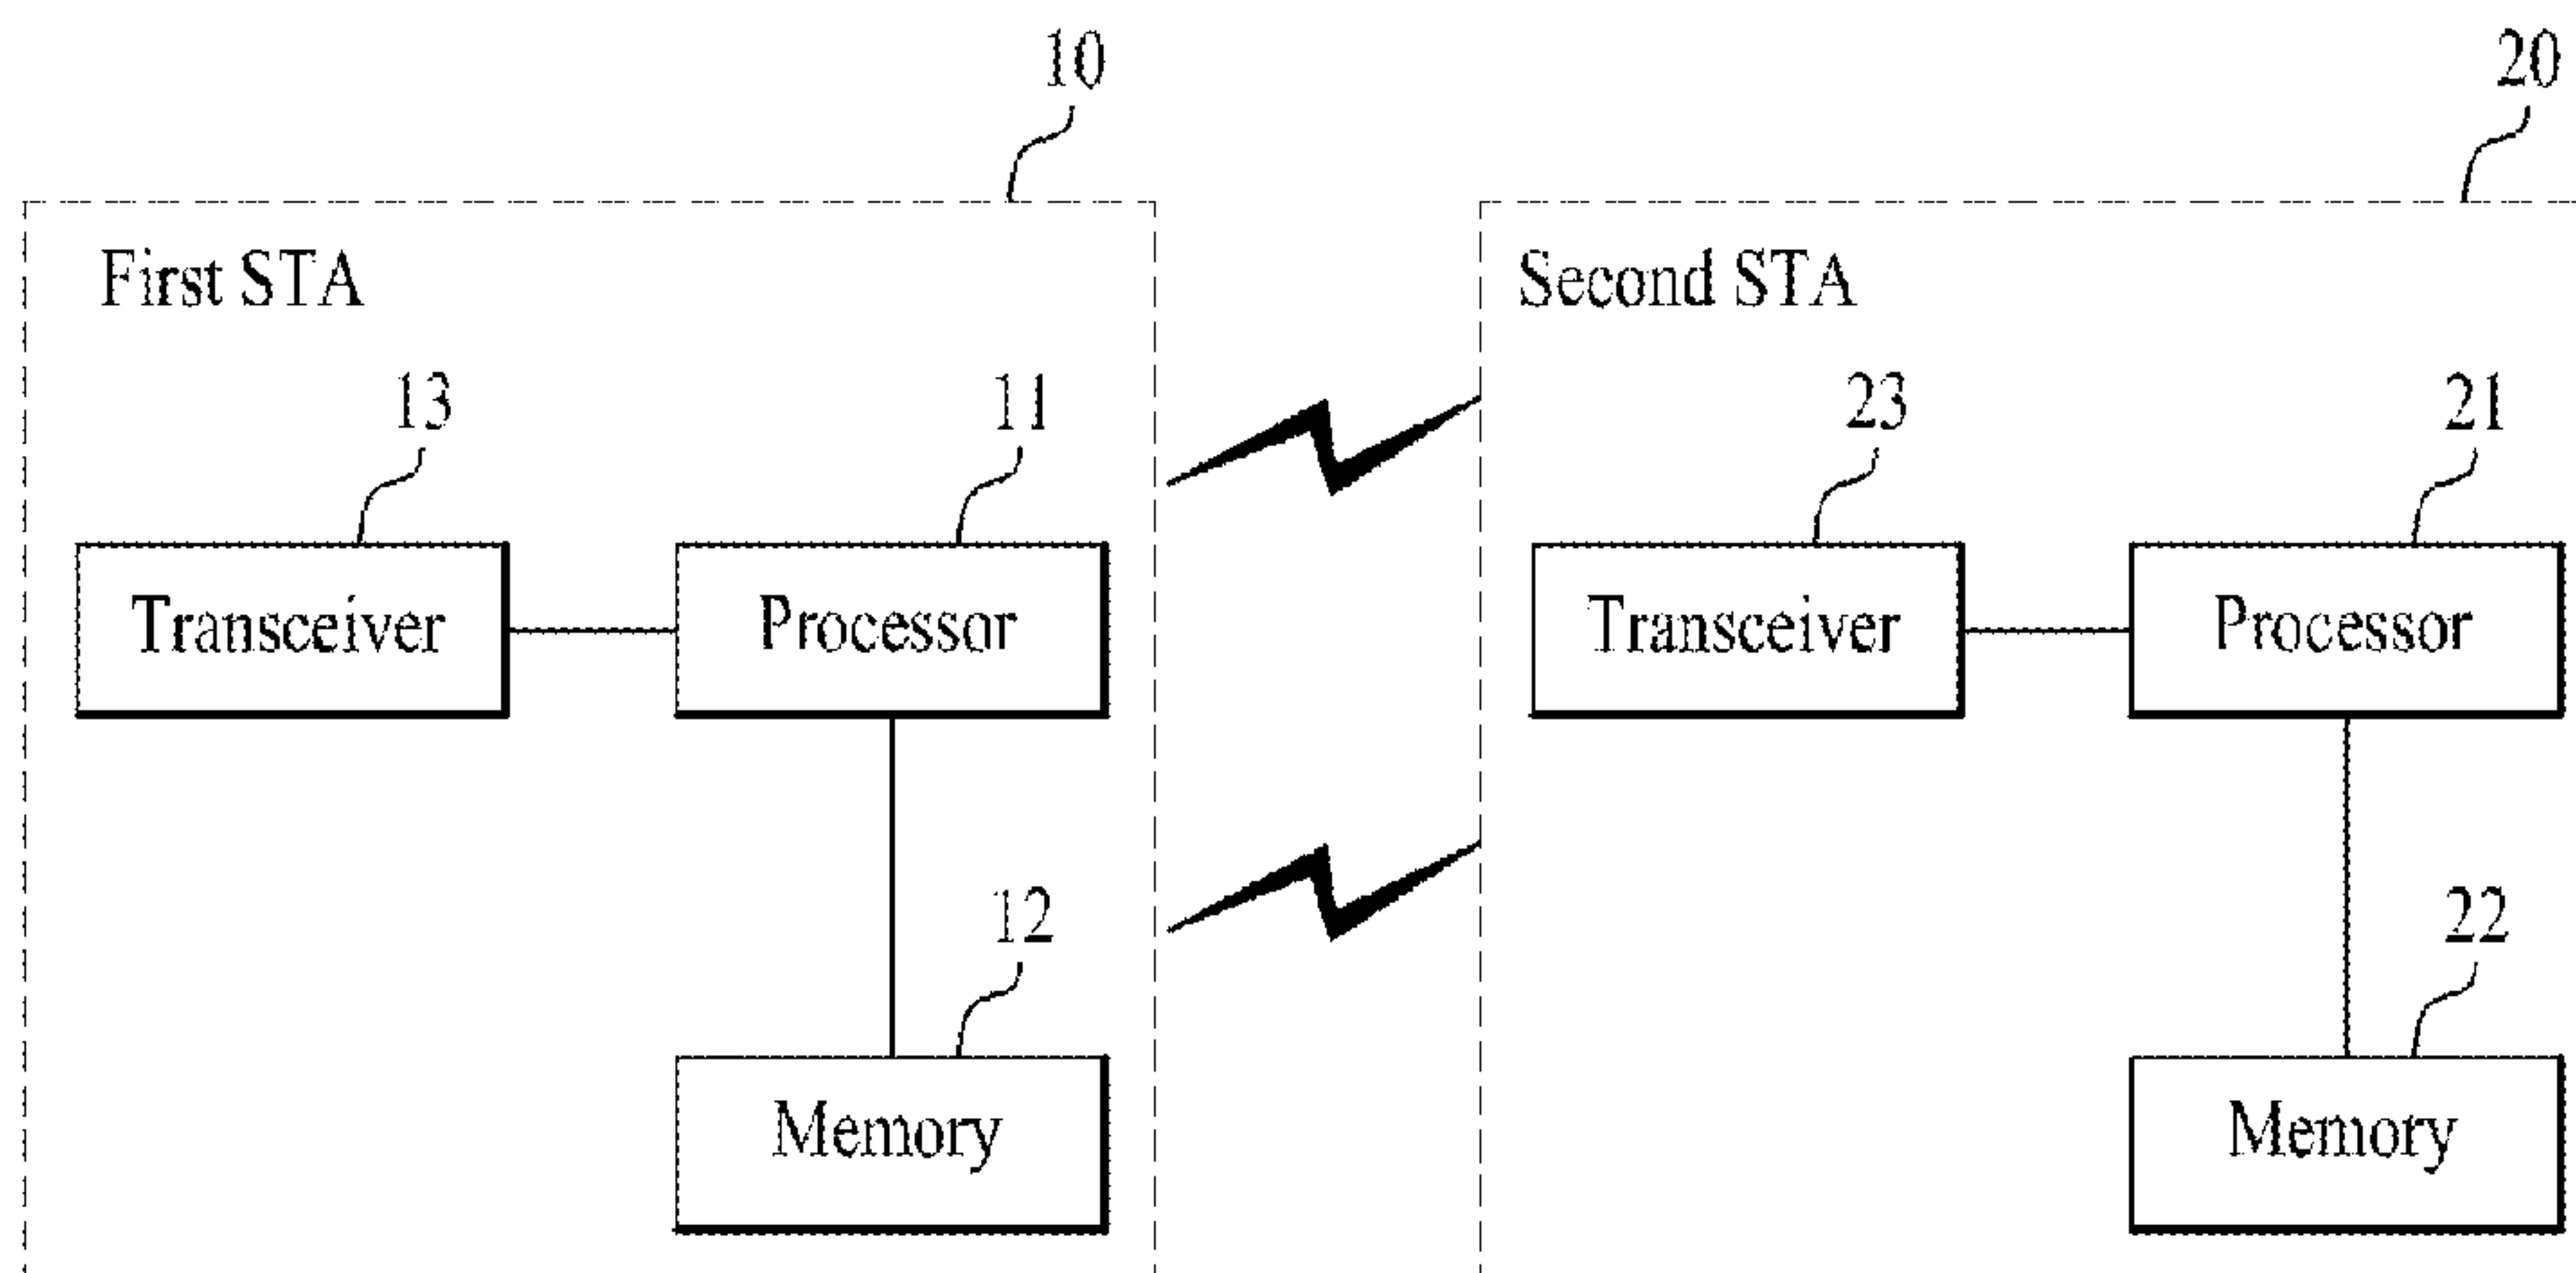 10
20
First STA
Second STA
13
11
23
21
Transceiver
Processor
Transceiver
Processor
12
22
Memory
Memory